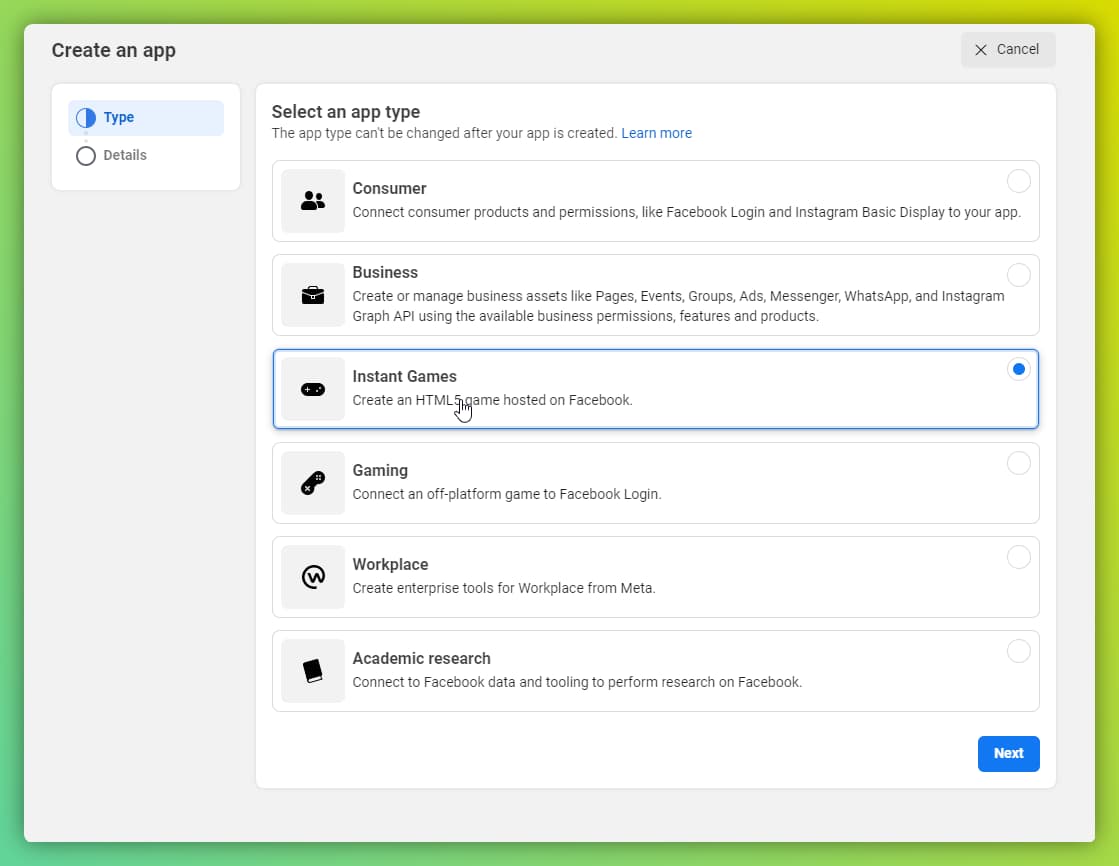 Create an app
Cancel
Type
Details
Select an app type
The app type can't be changed after your app is created. Learn more
Consumer
Connect consumer products and permissions, like Facebook Login and Instagram Basic Display to your app.
Business
Create or manage business assets like Pages, Events, Groups, Ads, Messenger, WhatsApp, and Instagram
Graph API using the available business permissions, features and products.
Instant Games
Create an HTML5 game hosted on Facebook.
Gaming
Connect an off-platform game to Facebook Login.
Workplace
Create enterprise tools for Workplace from Meta.
Academic research
Connect to Facebook data and tooling to perform research on Facebook.
Next